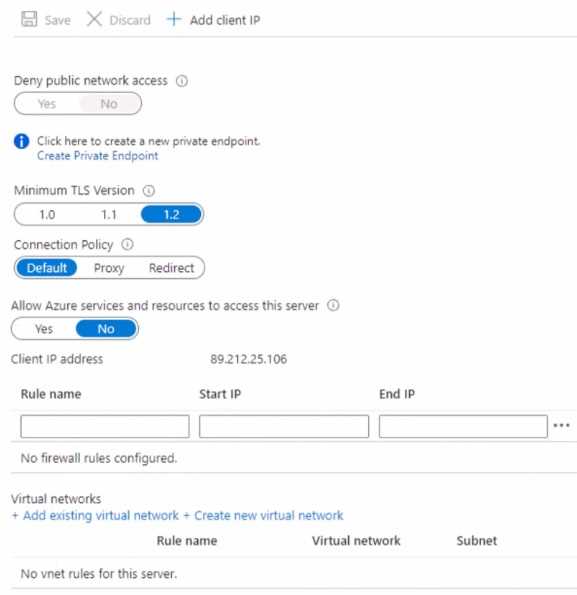 Save Discard Add client IP
Deny public network access
Yes No
Click here to create a new private endpoint.
Create Private Endpoint
Minimum TLS Version
1.0 1.1 1.2
Connection Policy
Default Proxy Redirect
Allow Azure services and resources to access this server
Yes No
Client IP address 89.212.25.106
Rule name Start IP End IP
No firewall rules configured.
Virtual networks
+ Add existing virtual network + Create new virtual network
Rule name Virtual network Subnet
No vnet rules for this server.